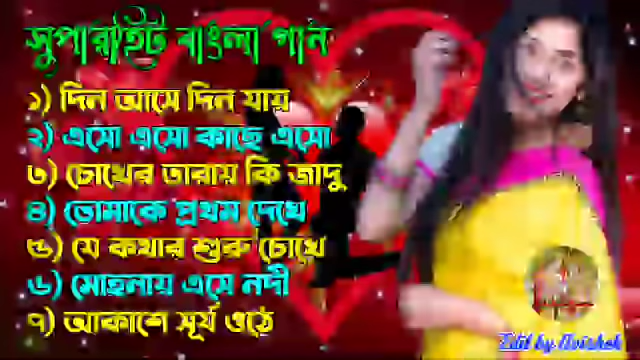 সুপারহিট বাংলা গান
১) দিন আসে দিন যায়
২) এসো এসো কাছে এসো
৩) চোখের তারায় কি জাদু
৪) তোমাকে প্রথম দেখে
৫) সে কথার শুরু চোখে
৬) মোহনায় এসে নদী
৭) আকাশে সূর্য ওঠে
Edit by Avishek